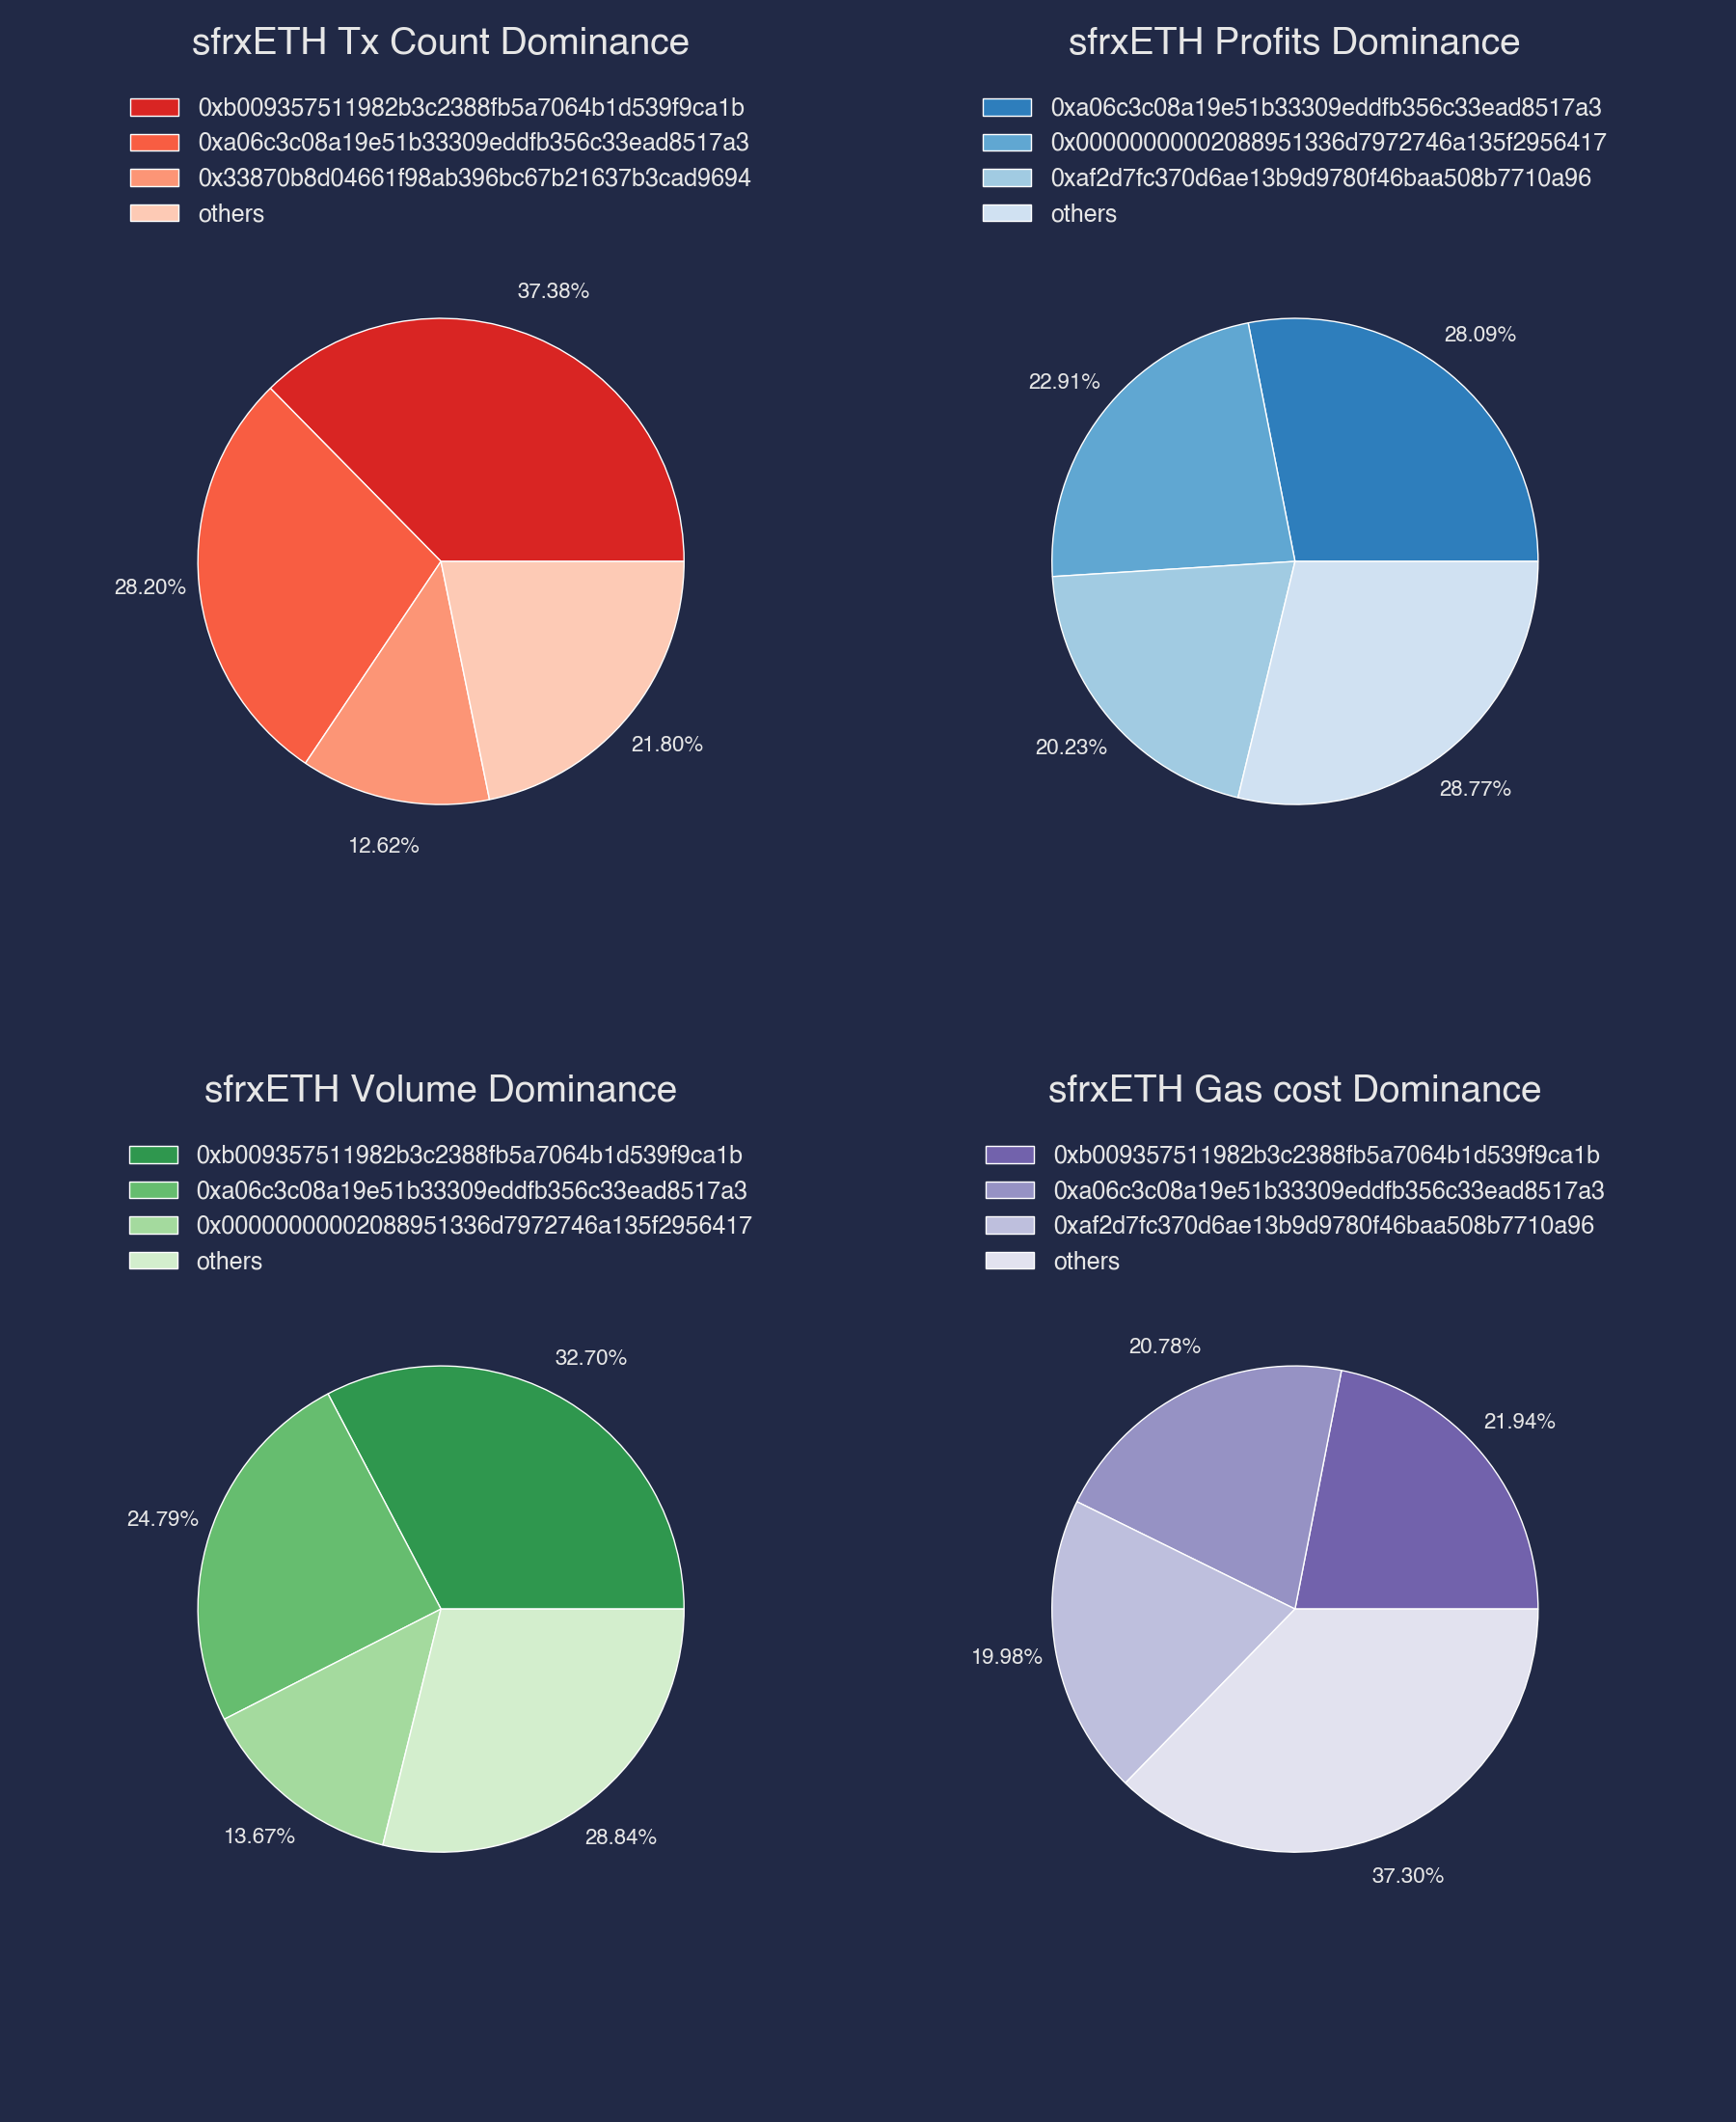 sfrxETH Tx Count Dominance
0xb009357511982b3c2388fb5a7064b1d539f9ca1b
0xa06c3c08a19e51b33309eddfb356c33ead8517a3
0x33870b8d04661f98ab396bc67b21637b3cad9694
others
37.38%
28.20%
21.80%
12.62%
sfrxETH Profits Dominance
0xa06c3c08a19e51b33309eddfb356c33ead8517a3
0x00000000002088951336d7972746a135f2956417
0xaf2d7fc370d6ae13b9d9780f46baa508b7710a96
others
28.09%
22.91%
20.23%
28.77%
sfrxETH Volume Dominance
0xb009357511982b3c2388fb5a7064b1d539f9ca1b
0xa06c3c08a19e51b33309eddfb356c33ead8517a3
0x00000000002088951336d7972746a135f2956417
others
32.70%
24.79%
13.67%
28.84%
sfrxETH Gas cost Dominance
0xb009357511982b3c2388fb5a7064b1d539f9ca1b
0xa06c3c08a19e51b33309eddfb356c33ead8517a3
0xaf2d7fc370d6ae13b9d9780f46baa508b7710a96
others
20.78%
21.94%
19.98%
37.30%